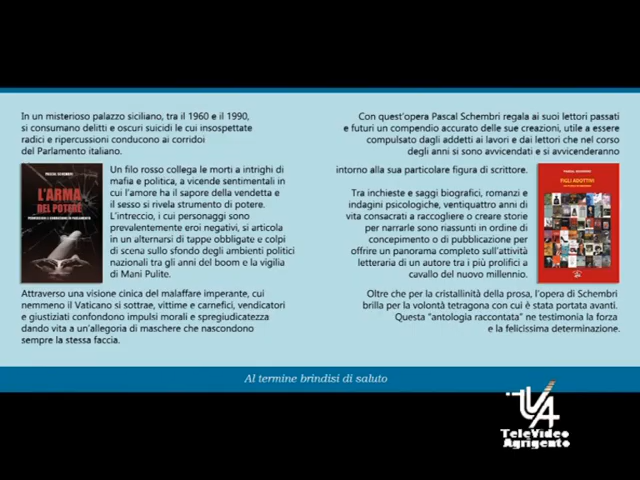 In un misterioso palazzo siciliano, tra il 1960 e il 1990,
si consumano delitti e oscuri suicidi le cui insospettate
radici e ripercussioni conducono ai corridoi
del Parlamento italiano.
PASCAL SCHEMBRI
L'ARMA
DEL POTERE
Un filo rosso collega le morti a intrighi di
mafia e politica, a vicende sentimentali in
cui l'amore ha il sapore della vendetta e
il sesso si rivela strumento di potere.
L'intreccio, i cui personaggi sono
prevalentemente eroi negativi, si articola
in un alternarsi di tappe obbligate e colpi
di scena sullo sfondo degli ambienti politici
nazionali tra gli anni del boom e la vigilia
di Mani Pulite.
Attraverso una visione cinica del malaffare imperante, cui
nemmeno il Vaticano si sottrae, vittime e carnefici, vendicatori
e giustiziati confondono impulsi morali e spregiudicatezza
dando vita a un'allegoria di maschere che nascondono
sempre la stessa faccia.
Con quest'opera Pascal Schembri regala ai suoi lettori passati
e futuri un compendio accurato delle sue creazioni, utile a essere
compulsato dagli addetti ai lavori e dai lettori che nel corso
degli anni si sono avvicendati e si avvicenderanno
intorno alla sua particolare figura di scrittore.
Tra inchieste e saggi biografici, romanzi e
indagini psicologiche, ventiquattro anni di
vita consacrati a raccogliere o creare storie
per narrarle sono riassunti in ordine di
concepimento o di pubblicazione per
offrire un panorama completo sull'attività
letteraria di un autore tra i più prolifici a
cavallo del nuovo millennio.
PASCAL SCHEMBRI
FIGLI ADOTTIVI
Oltre che per la cristallinità della prosa, l'opera di Schembri
brilla per la volontà tetragona con cui è stata portata avanti.
Questa "antologia raccontata" ne testimonia la forza
e la felicissima determinazione.
Al termine brindisi di saluto
TVA
TeleVideo
Agrigento